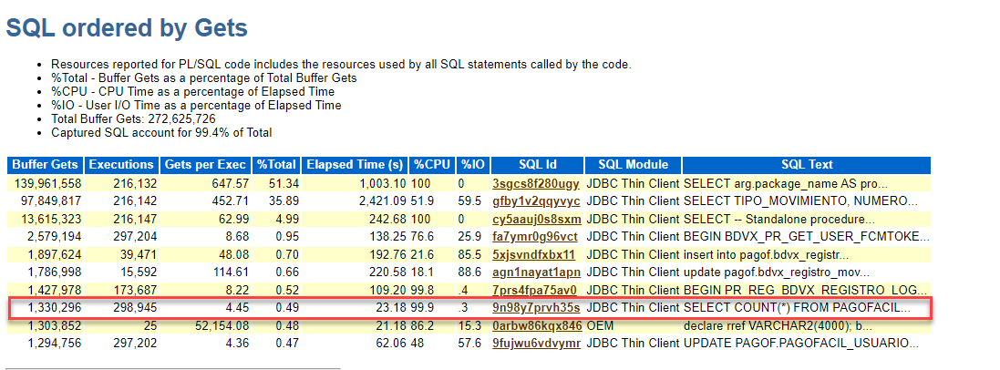 SQL ordered by Gets
Resources reported for PL/SQL code includes the resources used by all SQL statements called by the code.
%Total - Buffer Gets as a percentage of Total Buffer Gets
%CPU - CPU Time as a percentage of Elapsed Time
%IO - User I/O Time as a percentage of Elapsed Time
Total Buffer Gets: 272,625,726
Captured SQL account for 99.4% of Total
Buffer Gets Executions Gets per Exec %Total Elapsed Time (s) %CPU %IO SQL Id SQL Module SQL Text
139,961,558 216,132 647.57 51.34 1,003.10 100 0 3sgcs8f280ugy JDBC Thin Client SELECT arg.package_name AS pro...
97,849,817 216,142 452.71 35.89 2,421.09 51.9 59.5 gfby1v2qqyvyc JDBC Thin Client SELECT TIPO_MOVIMIENTO, NUMERO...
13,615,323 216,147 62.99 4.99 242.68 100 0 cy5aauj0s8sxm JDBC Thin Client SELECT -- Standalone procedure...
2,579,194 297,204 8.68 0.95 138.25 76.6 25.9 fa7ymr0g96vct JDBC Thin Client BEGIN BDVX_PR_GET_USER_FCMTOKE...
1,897,624 39,471 48.08 0.70 192.76 21.6 85.5 5xjsvndfxbx11 JDBC Thin Client insert into pagof.bdvx_registr...
1,786,998 15,592 114.61 0.66 220.58 18.1 88.6 agn1nayat1apn JDBC Thin Client update pagof.bdvx_registro_mov...
1,427,978 173,687 8.22 0.52 109.20 99.8 .4 7prs4fpa75av0 JDBC Thin Client BEGIN PR_REG_BDVX_REGISTRO_LOG...
1,330,296 298,945 4.45 0.49 23.18 99.9 .3 9n98y7prvh35s JDBC Thin Client SELECT COUNT(*) FROM PAGOFACIL...
1,303,852 25 52,154.08 0.48 21.18 86.2 15.3 0arbw86kqx846 OEM declare rref VARCHAR2(4000); b...
1,294,756 297,202 4.36 0.47 62.06 48 57.6 9fujwu6vdvymr JDBC Thin Client UPDATE PAGOF.PAGOFACIL_USUARIO...